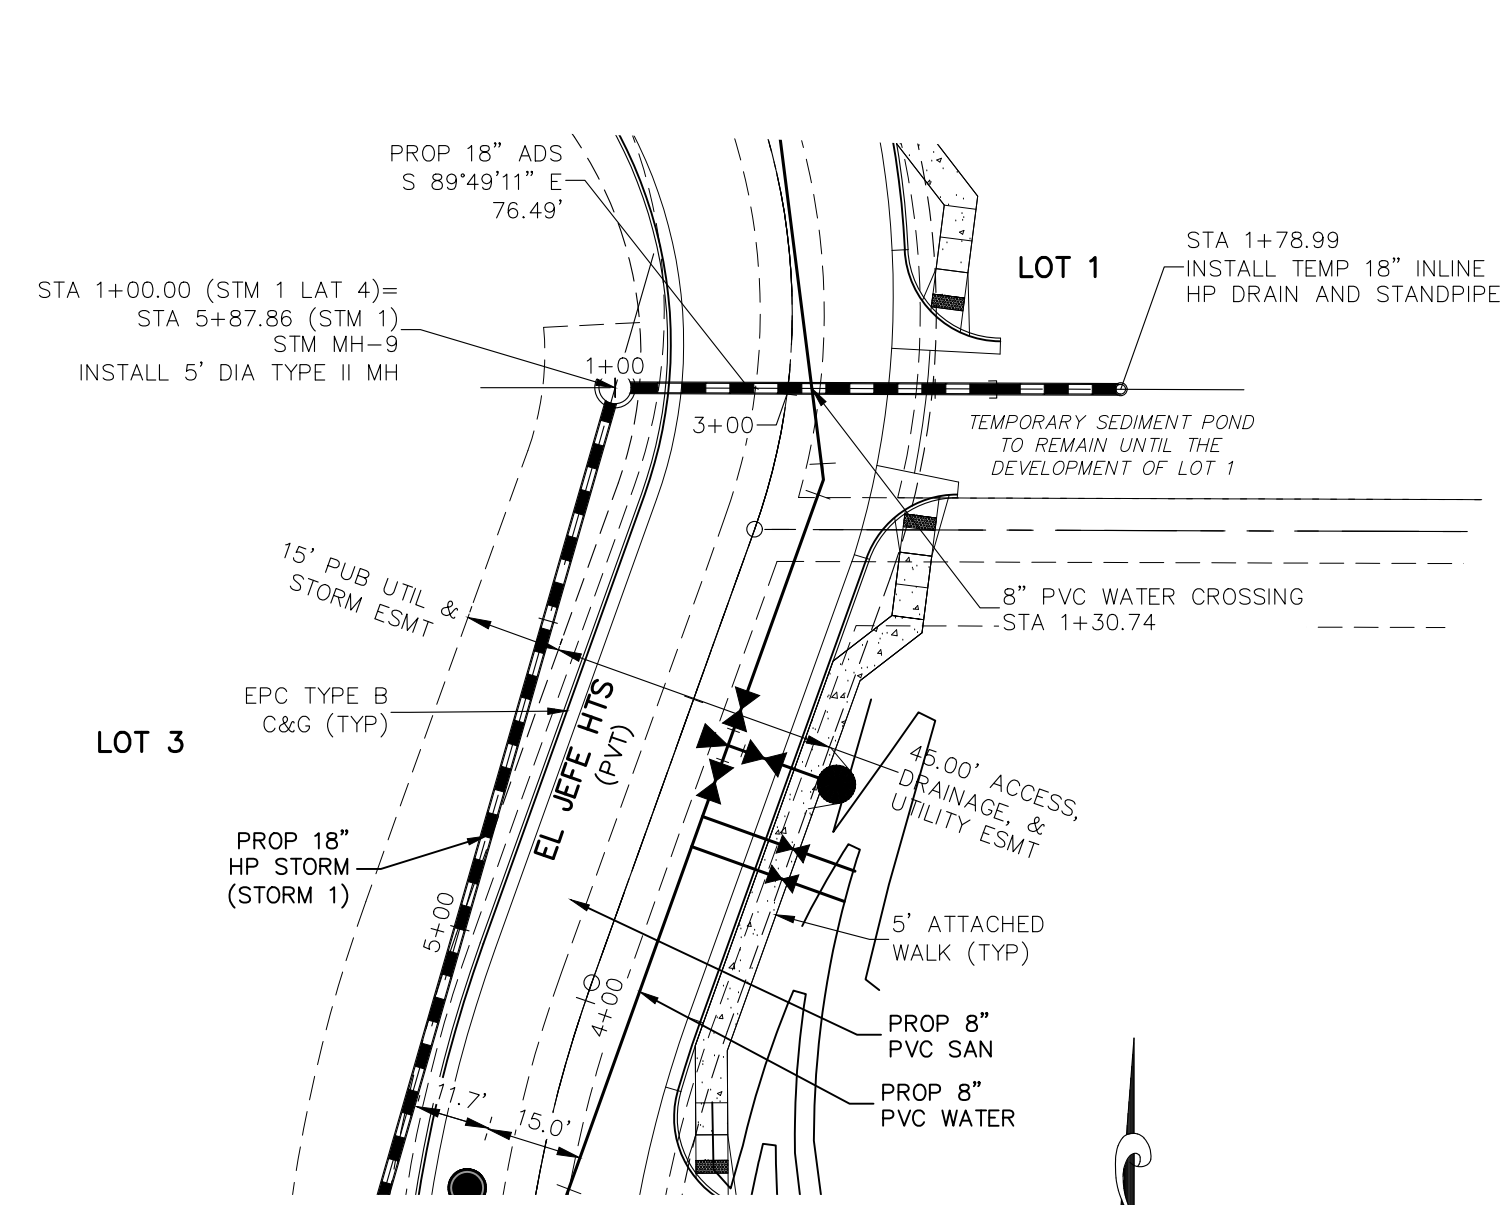 PROP 18” ADS
S 89°49'11” E
76.49'
STA 1+78.99
INSTALL TEMP 18” INLINE
HP DRAIN AND STANDPIPE
LOT 1
STA 1+00.00 (STM 1 LAT 4)=
STA 5+87.86 (STM 1)
STM MH-9
INSTALL 5' DIA TYPE II MH
1+00
3+00
TEMPORARY SEDIMENT POND
TO REMAIN UNTIL THE
DEVELOPMENT OF LOT 1
15' PUB UTIL &
STORM ESMT
8” PVC WATER CROSSING
STA 1+30.74
EPC TYPE B
C&G (TYP)
LOT 3
EL JEFE HTS
(PVT)
45.00' ACCESS,
DRAINAGE, &
UTILITY ESMT
PROP 18”
HP STORM
(STORM 1)
5+00
5' ATTACHED
WALK (TYP)
4+00
PROP 8”
PVC SAN
PROP 8”
PVC WATER
11.7'
15.0'